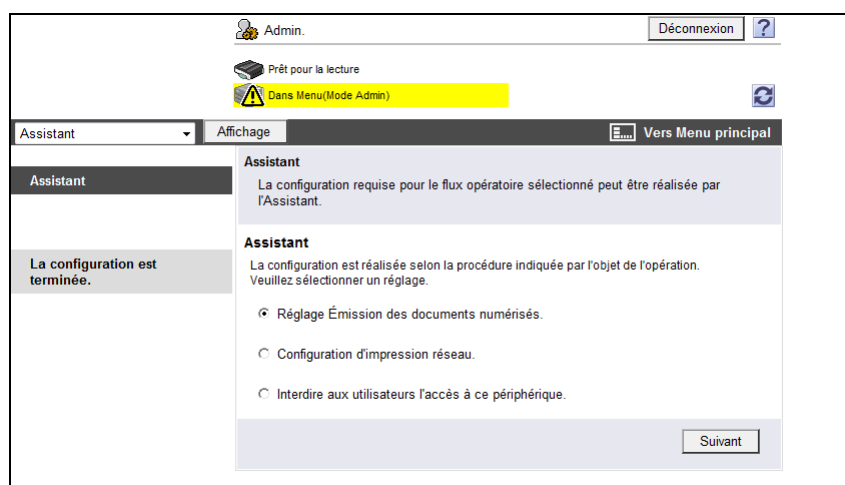 Admin.
Déconnexion
?
Prêt pour la lecture
Dans Menu(Mode Admin)
Assistant
Affichage
Vers Menu principal
Assistant
La configuration est
terminée.
Assistant
La configuration requise pour le flux opératoire sélectionné peut être réalisée par
l'Assistant.
Assistant
La configuration est réalisée selon la procédure indiquée par l'objet de l'opération.
Veuillez sélectionner un réglage.
Réglage Émission des documents numérisés.
Configuration d'impression réseau.
Interdire aux utilisateurs l'accès à ce périphérique.
Suivant